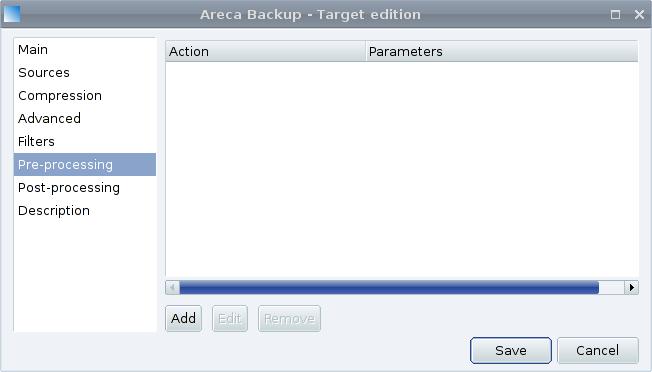 Areca Backup - Target edition
Main
Sources
Compression
Advanced
Filters
Pre-processing
Post-processing
Description
Action Parameters
Add Edit Remove
Save Cancel